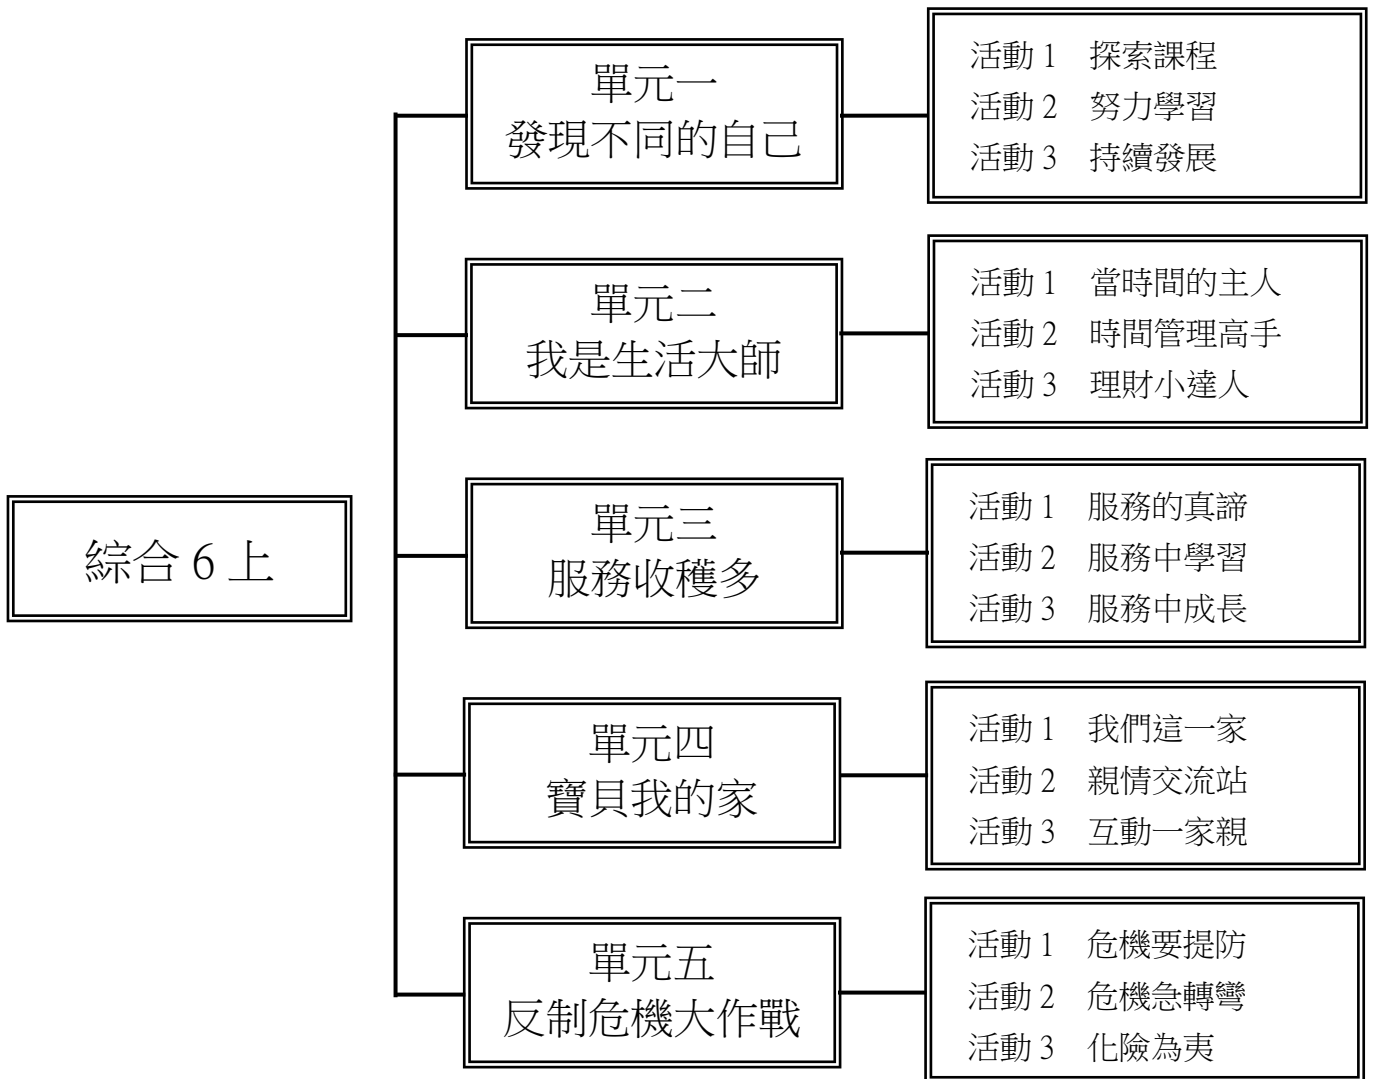 綜合 6 上
單元一
發現不同的自己
活動 1 探索課程
活動 2 努力學習
活動 3 持續發展
單元二
我是生活大師
活動 1 當時間的主人
活動 2 時間管理高手
活動 3 理財小達人
單元三
服務收穫多
活動 1 服務的真諦
活動 2 服務中學習
活動 3 服務中成長
單元四
寶貝我的家
活動 1 我們這一家
活動 2 親情交流站
活動 3 互動一家親
單元五
反制危機大作戰
活動 1 危機要提防
活動 2 危機急轉彎
活動 3 化險為夷